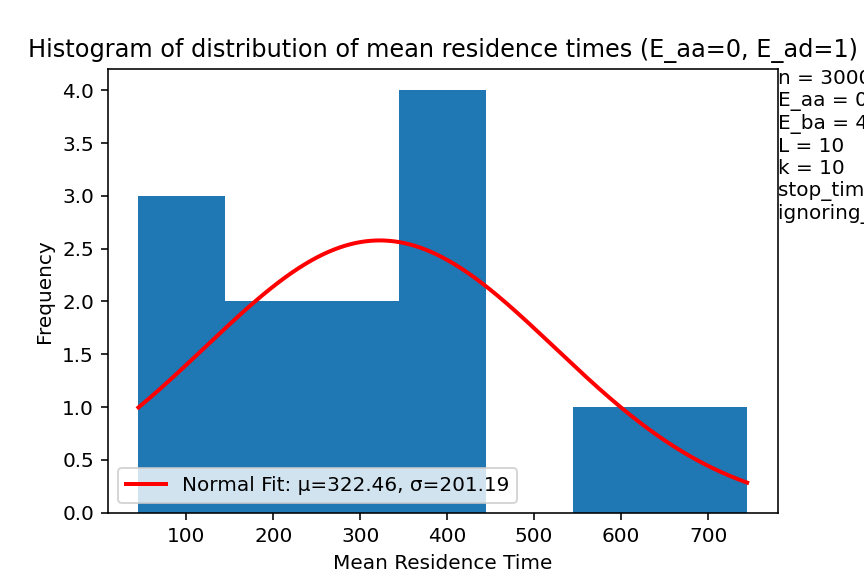 Histogram of distribution of mean residence times (E_aa=0, E_ad=1)
n = 3000
E_aa = 0
E_ba = 4
L = 10
k = 10
stop_tim
ignoring_
4.0
3.5
3.0
2.5
2.0
1.5
1.0
0.5
0.0
Frequency
Normal Fit: μ=322.46, σ=201.19
100 200 300 400 500 600 700
Mean Residence Time